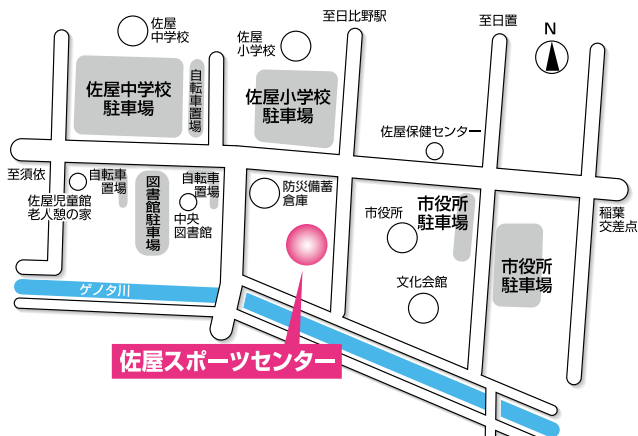 佐屋
中学校
佐屋
小学校
至日比野駅
至日置
N
佐屋中学校
駐車場
自転車置場
佐屋小学校
駐車場
佐屋保健センター
至須依
佐屋児童館
老人憩の家
自転車
置場
図書館駐車場
自転車
置場
中央
図書館
防災備蓄
倉庫
市役所
市役所
駐車場
稲葉
交差点
文化会館
市役所
駐車場
ゲノタ川
佐屋スポーツセンター